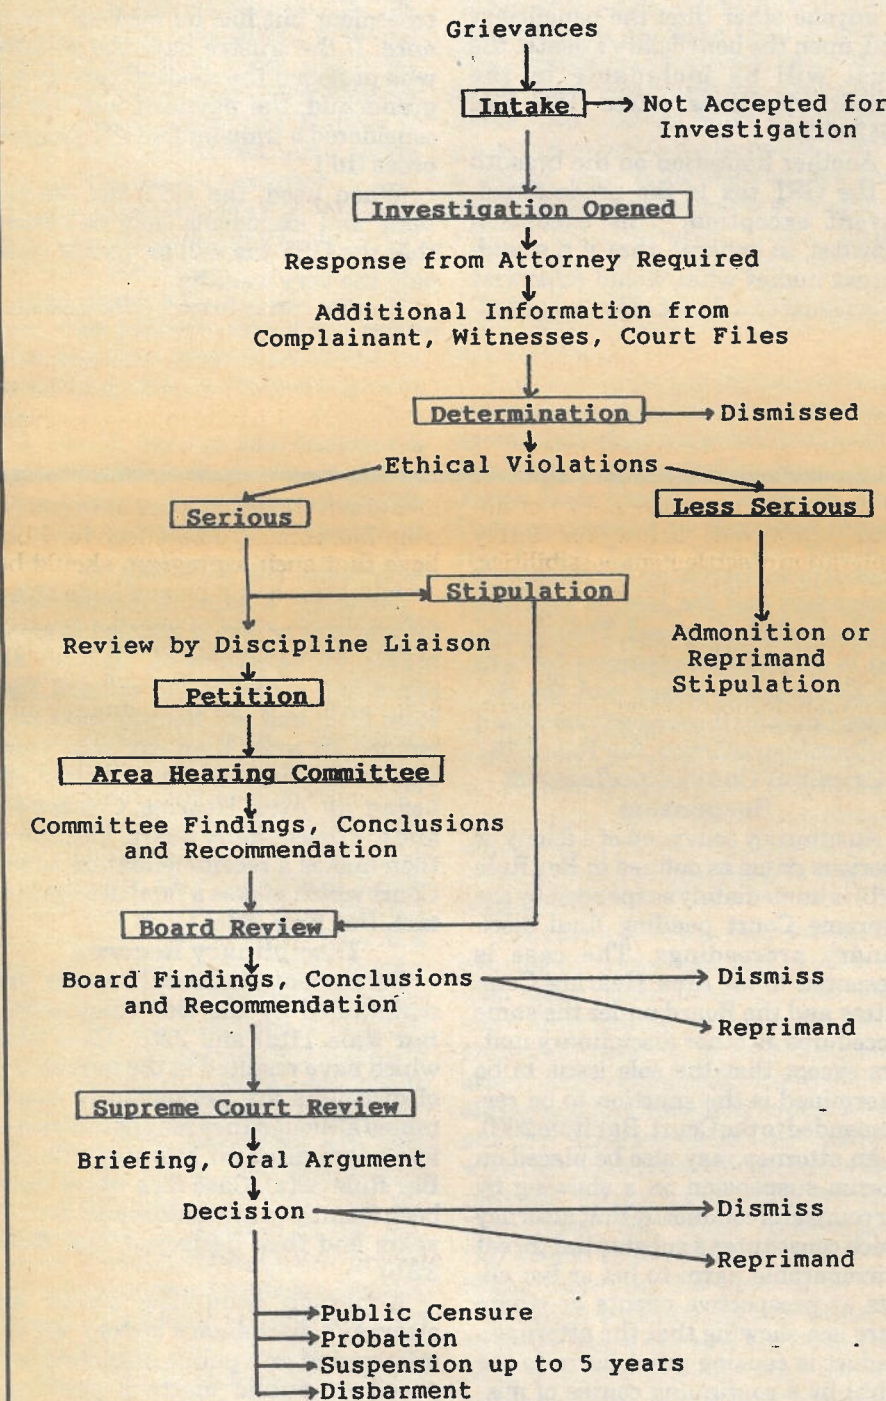 Grievances
Intake
Not Accepted for
Investigation
Investigation Opened
Response from Attorney Required
Additional Information from
Complainant, Witnesses, Court Files
Determination
Dismissed
Ethical Violations
Serious
Less Serious
Stipulation
Review by Discipline Liaison
Admonition or
Reprimand
Stipulation
Petition
Area Hearing Committee
Committee Findings, Conclusions
and Recommendation
Board Review
Board Findings, Conclusions
and Recommendation
Dismiss
Reprimand
Supreme Court Review
Briefing, Oral Argument
Decision
Dismiss
Reprimand
Public Censure
Probation
Suspension up to 5 years
Disbarment